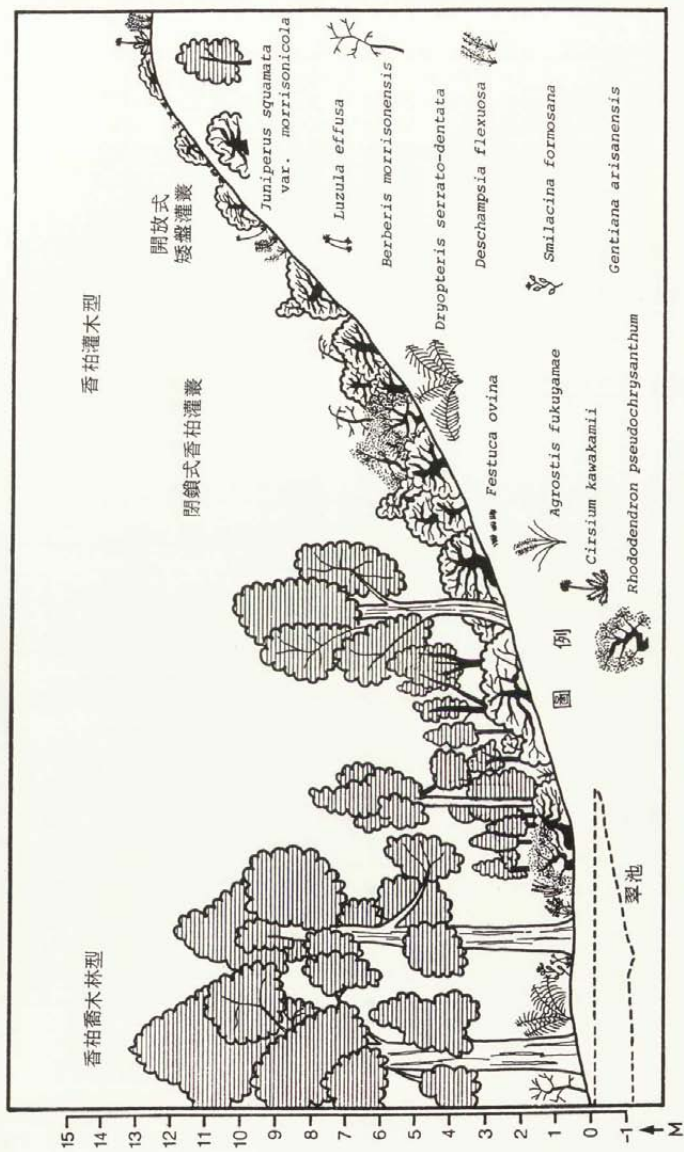 香柏喬木林型
香柏灌木型
閉鎖式香柏灌叢
開放式
矮盤灌叢
翠池
圖例
Juniperus squamata
var. morrisonicola
Luzula effusa
Berberis morrisonensis
Dryopteris serrato-dentata
Deschampsia flexuosa
Smilacina formosana
Gentiana arisanensis
Festuca ovina
Agrostis fukuyamae
Cirsium kawakamii
Rhododendron pseudochrysanthum
15
14
13
12
11
10
9
8
7
6
5
4
3
2
1
0
-1
M